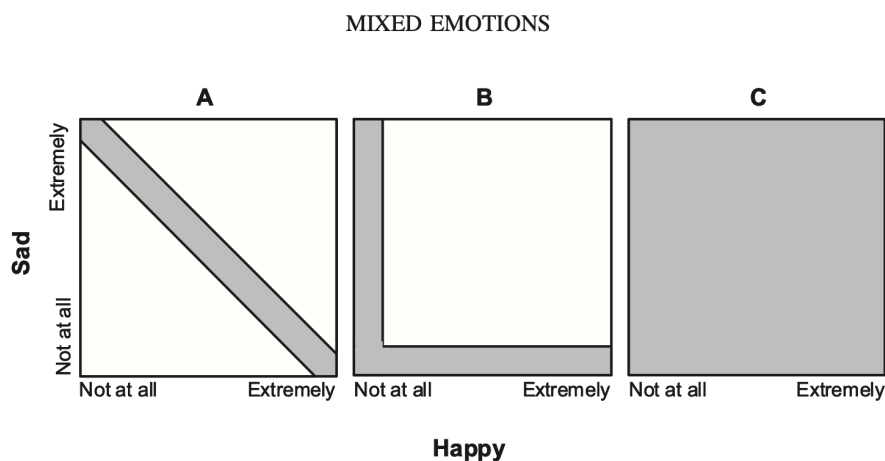 MIXED EMOTIONS
A B C
Sad
Extremely
Not at all
Not at all Extremely Not at all Extremely Not at all Extremely
Happy